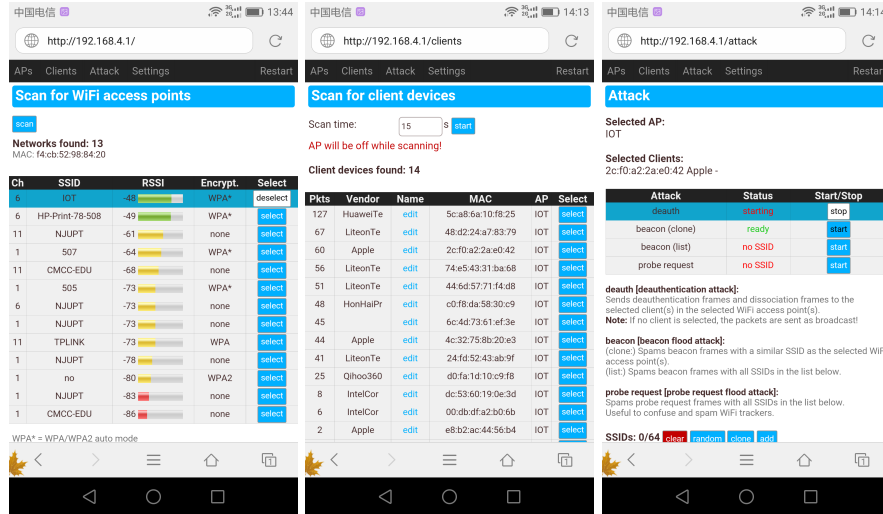 中国电信 3G 2G 13:44
http://192.168.4.1/
APs Clients Attack Settings Restart
Scan for WiFi access points
scan
Networks found: 13
MAC: f4:cb:52:98:84:20
Ch SSID RSSI Encrypt. Select
6 IOT -48 WPA* deselect
6 HP-Print-78-508 -49 WPA* select
11 NJUPT -61 none select
1 507 -64 WPA* select
11 CMCC-EDU -68 none select
1 505 -73 WPA* select
6 NJUPT -73 none select
1 NJUPT -73 none select
11 TPLINK -73 WPA select
1 NJUPT -78 none select
1 no -80 WPA2 select
1 NJUPT -83 none select
1 CMCC-EDU -86 none select
WPA* = WPA/WPA2 auto mode
1
中国电信 3G 2G 14:13
http://192.168.4.1/clients
APs Clients Attack Settings Restart
Scan for client devices
Scan time: 15 s start
AP will be off while scanning!
Client devices found: 14
Pkts Vendor Name MAC AP Select
127 HuaweiTe edit 5c:a8:6a:10:f8:25 IOT select
67 LiteonTe edit 48:d2:24:a7:83:79 IOT select
60 Apple edit 2c:f0:a2:2a:e0:42 IOT select
56 LiteonTe edit 74:e5:43:31:ba:68 IOT select
51 LiteonTe edit 44:6d:57:71:f4:d8 IOT select
48 HonHaiPr edit c0:f8:da:58:30:c9 IOT select
45 edit 6c:4d:73:61:ef:3e IOT select
44 Apple edit 4c:32:75:8b:20:e3 IOT select
41 LiteonTe edit 24:fd:52:43:ab:9f IOT select
25 Qihoo360 edit d0:fa:1d:10:c9:f8 IOT select
8 IntelCor edit dc:53:60:19:0e:3d IOT select
6 IntelCor edit 00:db:df:a2:b0:6b IOT select
2 Apple edit e8:b2:ac:44:56:b4 IOT select
1
中国电信 3G 2G 14:14
http://192.168.4.1/attack
APs Clients Attack Settings Restar
Attack
Selected AP:
IOT
Selected Clients:
2c:f0:a2:2a:e0:42 Apple -
Attack Status Start/Stop
deauth starting stop
beacon (clone) ready start
beacon (list) no SSID start
probe request no SSID start
deauth [deauthentication attack]:
Sends deauthentication frames and dissociation frames to the
selected client(s) in the selected WiFi access point(s).
Note: If no client is selected, the packets are sent as broadcast!
beacon [beacon flood attack]:
(clone:) Spams beacon frames with a similar SSID as the selected WiF
access point(s).
(list:) Spams beacon frames with all SSIDs in the list below.
probe request [probe request flood attack]:
Spams probe request frames with all SSIDs in the list below.
Useful to confuse and spam WiFi trackers.
SSIDs: 0/64 clear random clone add
1